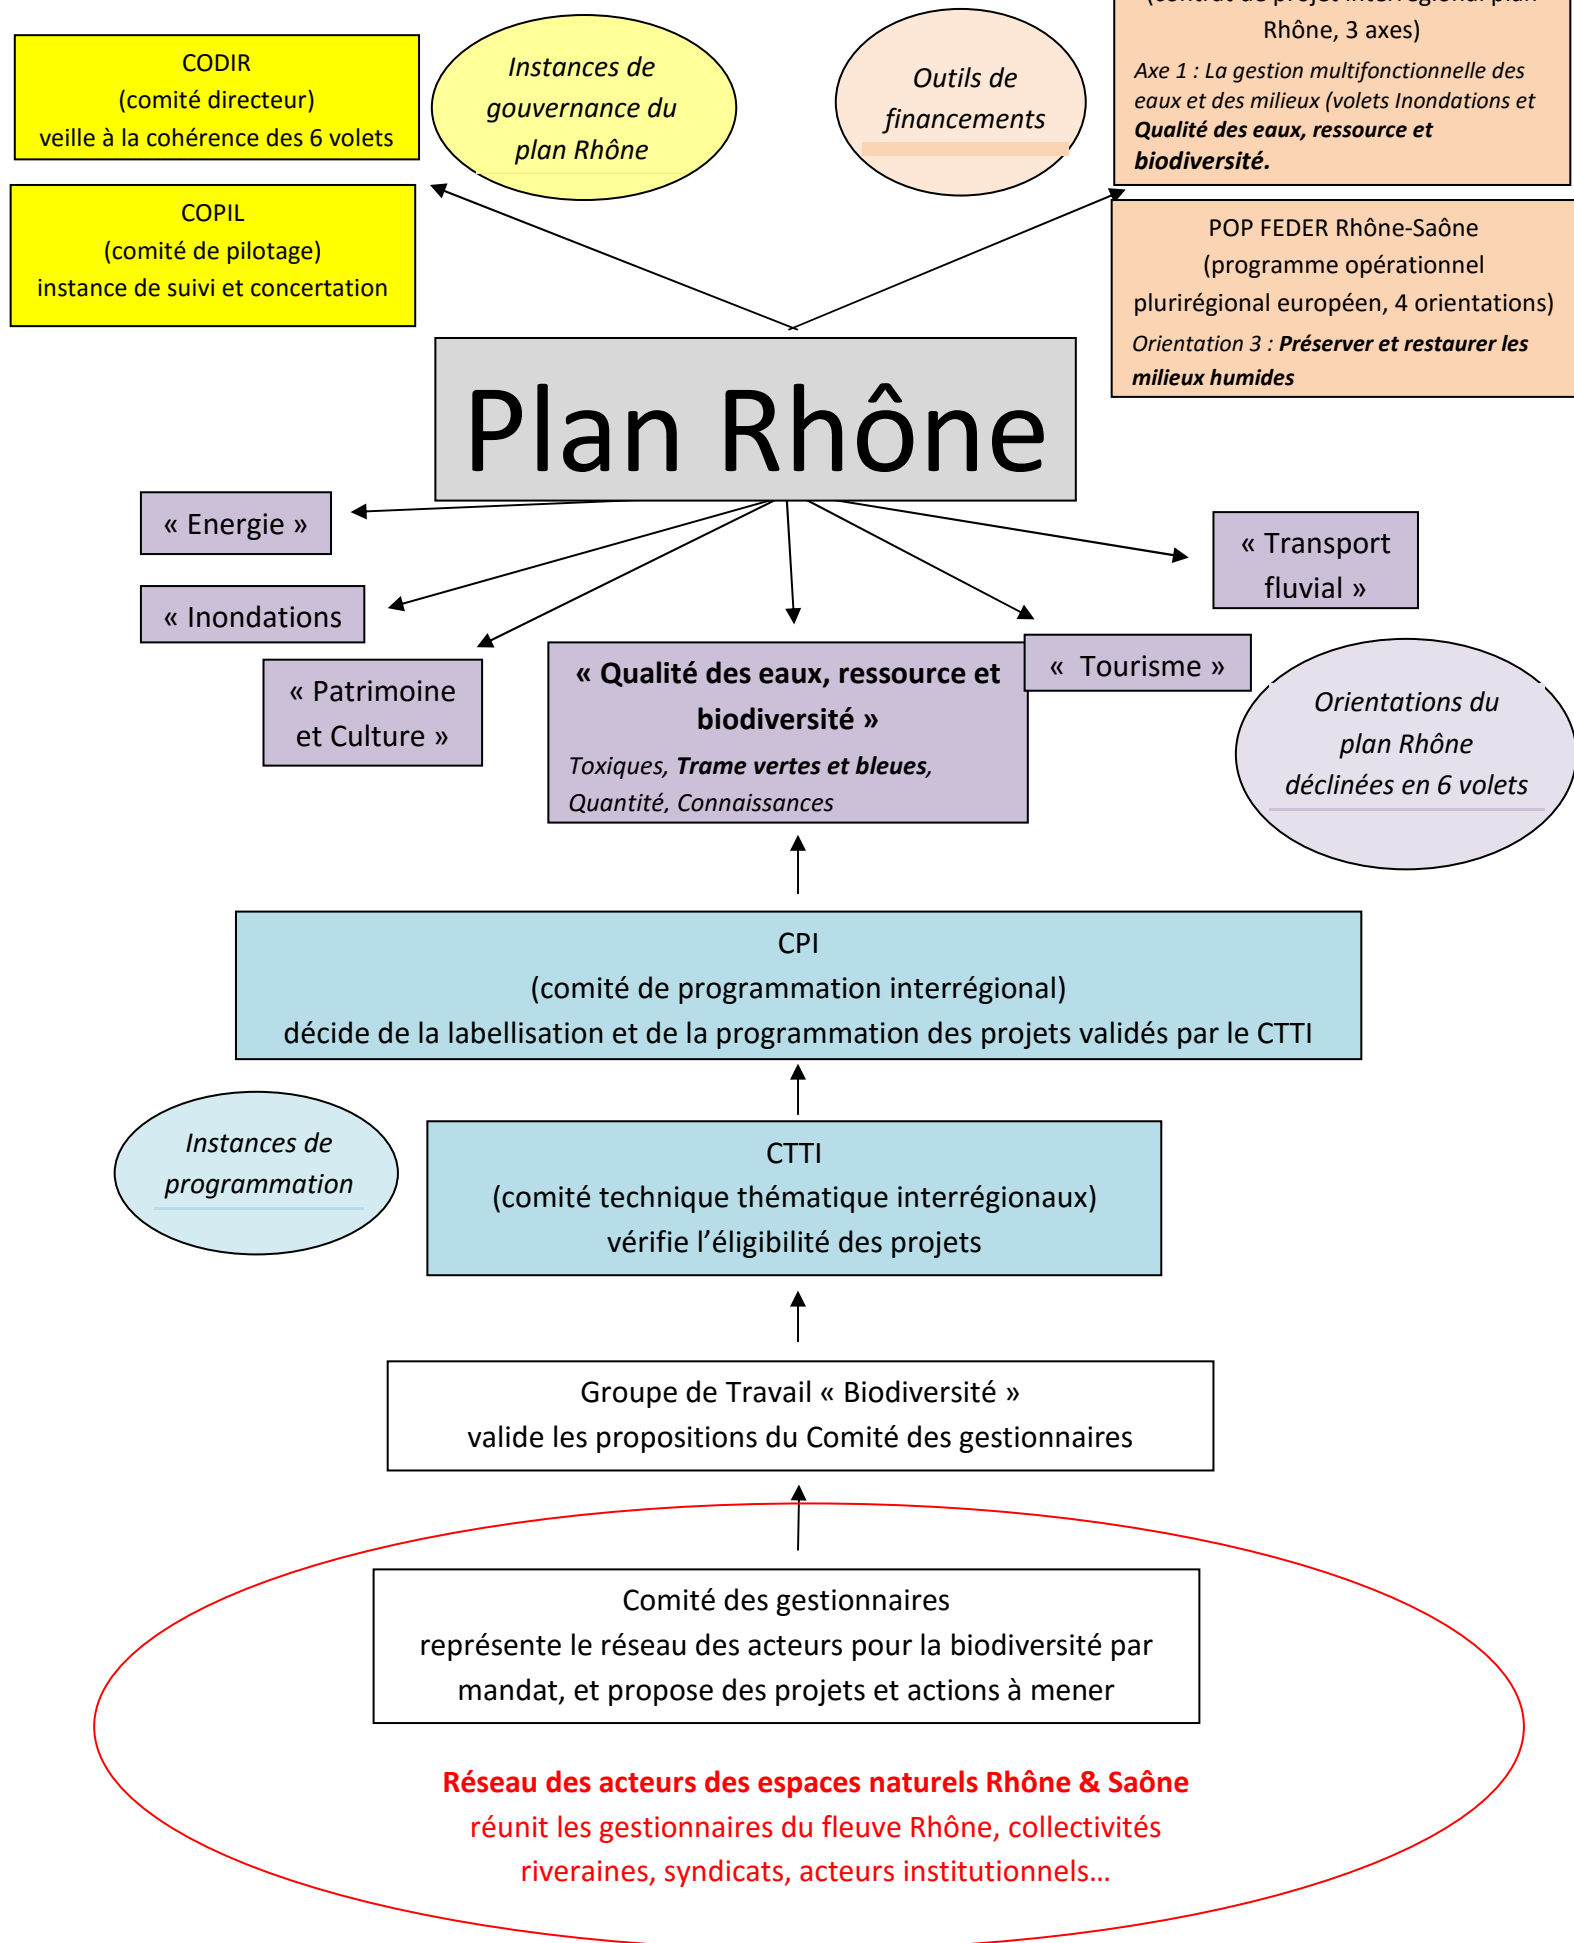 CODIR
(comité directeur)
veille à la cohérence des 6 volets
COPIL
(comité de pilotage)
instance de suivi et concertation
Instances de
gouvernance du
plan Rhône
Outils de
financements
(contrat de projet interrégional plan
Rhône, 3 axes)
Axe 1 : La gestion multifonctionnelle des
eaux et des milieux (volets Inondations et
Qualité des eaux, ressource et
biodiversité.
POP FEDER Rhône-Saône
(programme opérationnel
plurirégional européen, 4 orientations)
Orientation 3 : Préserver et restaurer les
milieux humides
Plan Rhône
« Energie »
« Inondations
« Patrimoine
et Culture »
« Qualité des eaux, ressource et
biodiversité »
Toxiques, Trame vertes et bleues,
Quantité, Connaissances
« Tourisme »
« Transport
fluvial »
Orientations du
plan Rhône
déclinées en 6 volets
CPI
(comité de programmation interrégional)
décide de la labellisation et de la programmation des projets validés par le CTTI
Instances de
programmation
CTTI
(comité technique thématique interrégionaux)
vérifie l’éligibilité des projets
Groupe de Travail « Biodiversité »
valide les propositions du Comité des gestionnaires
Comité des gestionnaires
représente le réseau des acteurs pour la biodiversité par
mandat, et propose des projets et actions à mener
Réseau des acteurs des espaces naturels Rhône & Saône
réunit les gestionnaires du fleuve Rhône, collectivités
riveraines, syndicats, acteurs institutionnels…